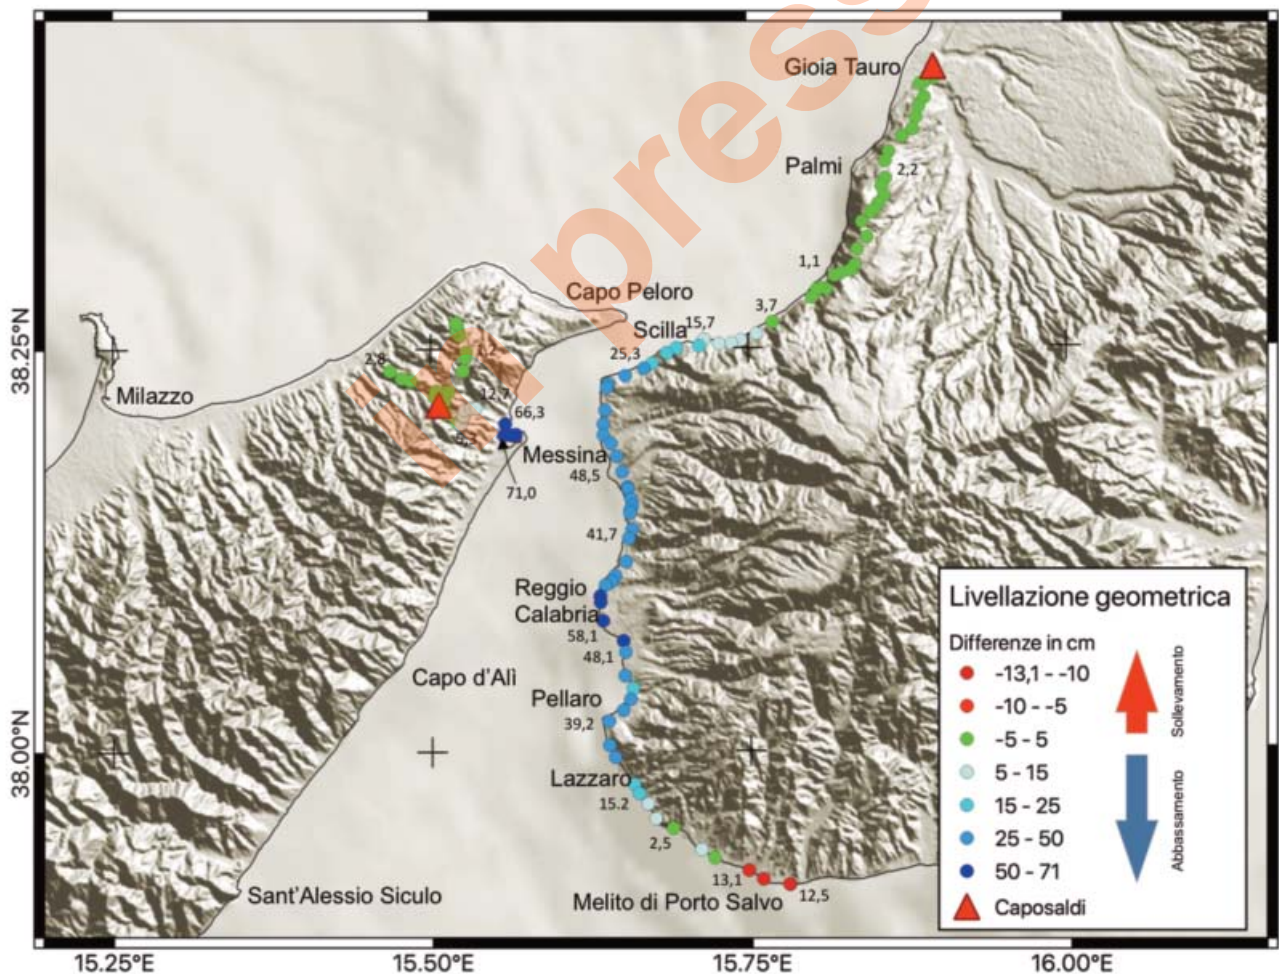 Gioia Tauro
Palmi
2,2
1,1
Capo Peloro
3,7
Scilla
15,7
25,3
2,8
Milazzo
12,7
66,3
Messina
48,5
71,0
41,7
Reggio
Calabria
58,1
48,1
Capo d'Alì
Pellaro
39,2
Lazzaro
15.2
2,5
13,1
12,5
Melito di Porto Salvo
Sant'Alessio Siculo
in press
38.25°N
38.00°N
15.25°E
15.50°E
15.75°E
16.00°E
Livellazione geometrica
Differenze in cm
-13,1 - -10
-10 - -5
-5 - 5
5 - 15
15 - 25
25 - 50
50 - 71
Caposaldi
Sollevamento
Abbassamento